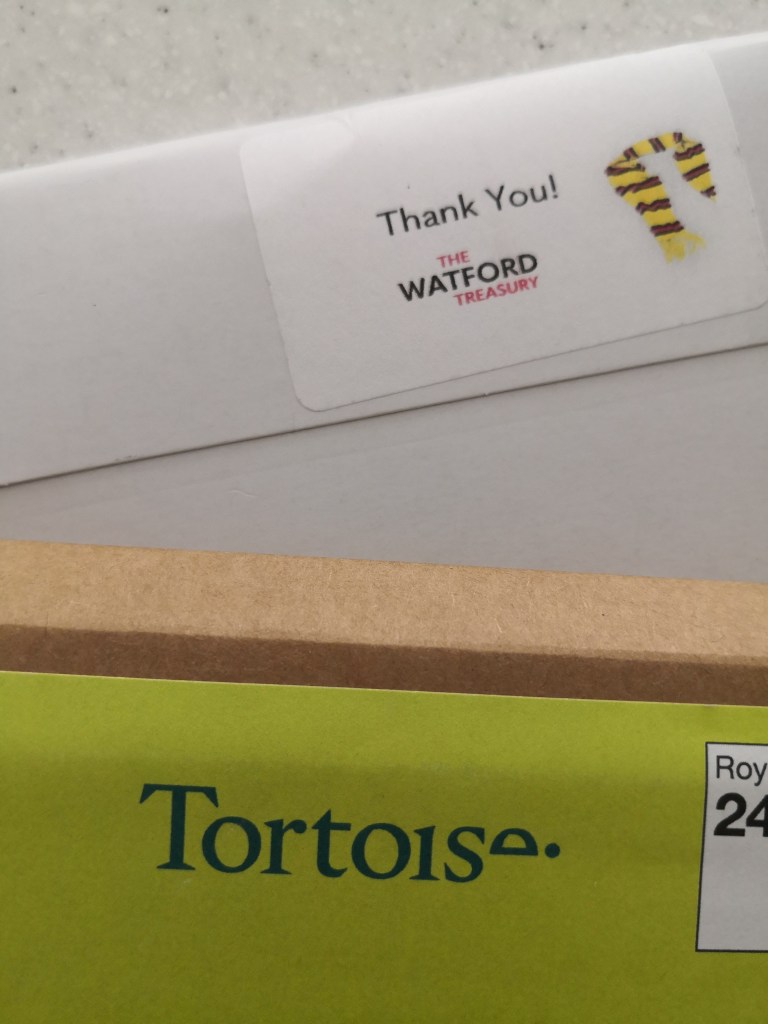 Thank You!
THE
WATFORD
TREASURY
Tortoise.
Roy
24